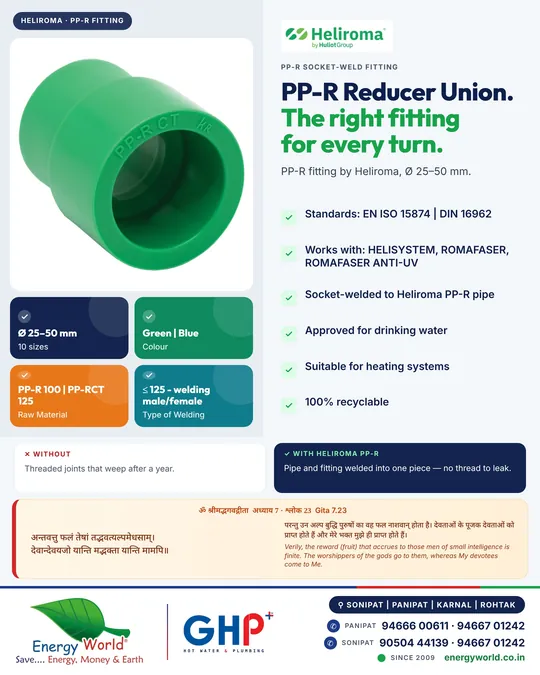 HELIROMA · PP-R FITTING
PP-R CT HR
Heliroma®
by HuliotGroup
PP-R SOCKET-WELD FITTING
PP-R Reducer Union.
The right fitting
for every turn.
PP-R fitting by Heliroma, Ø 25–50 mm.
Standards: EN ISO 15874 | DIN 16962
Works with: HELISYSTEM, ROMAFASER,
ROMAFASER ANTI-UV
Socket-welded to Heliroma PP-R pipe
Approved for drinking water
Suitable for heating systems
100% recyclable
Ø 25–50 mm
10 sizes
Green | Blue
Colour
PP-R 100 | PP-RCT
125
Raw Material
≤ 125 - welding
male/female
Type of Welding
✕ WITHOUT
Threaded joints that weep after a year.
✓ WITH HELIROMA PP-R
Pipe and fitting welded into one piece — no thread to leak.
ॐ श्रीमद्भगवद्गीता अध्याय 7 · श्लोक 23 Gita 7.23
अन्तवत्तु फलं तेषां तद्भवत्यल्पमेधसाम्।
देवान्देवयजो यान्ति मद्भक्ता यान्ति मामपि॥
परन्तु उन अल्प बुद्धि पुरुषों का वह फल नाशवान् होता है। देवताओं के पूजक देवताओं को
प्राप्त होते हैं और मेरे भक्त मुझे ही प्राप्त होते हैं।
Verily, the reward (fruit) that accrues to those men of small intelligence is
finite. The worshippers of the gods go to them, whereas My devotees
come to Me.
Energy World®
Save.... Energy, Money & Earth
GHP+
HOT WATER & PLUMBING
SONIPAT | PANIPAT | KARNAL | ROHTAK
PANIPAT 94666 00611 · 94667 01242
SONIPAT 90504 44139 · 94667 01242
SINCE 2009 energyworld.co.in